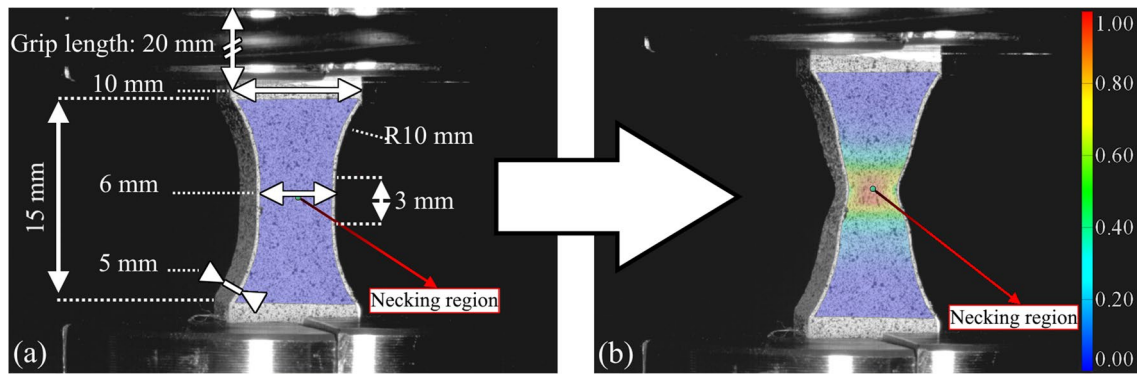 Grip length: 20 mm
10 mm
R10 mm
15 mm
6 mm
3 mm
5 mm
Necking region
(a)
1.00
0.80
0.60
0.40
0.20
0.00
Necking region
(b)